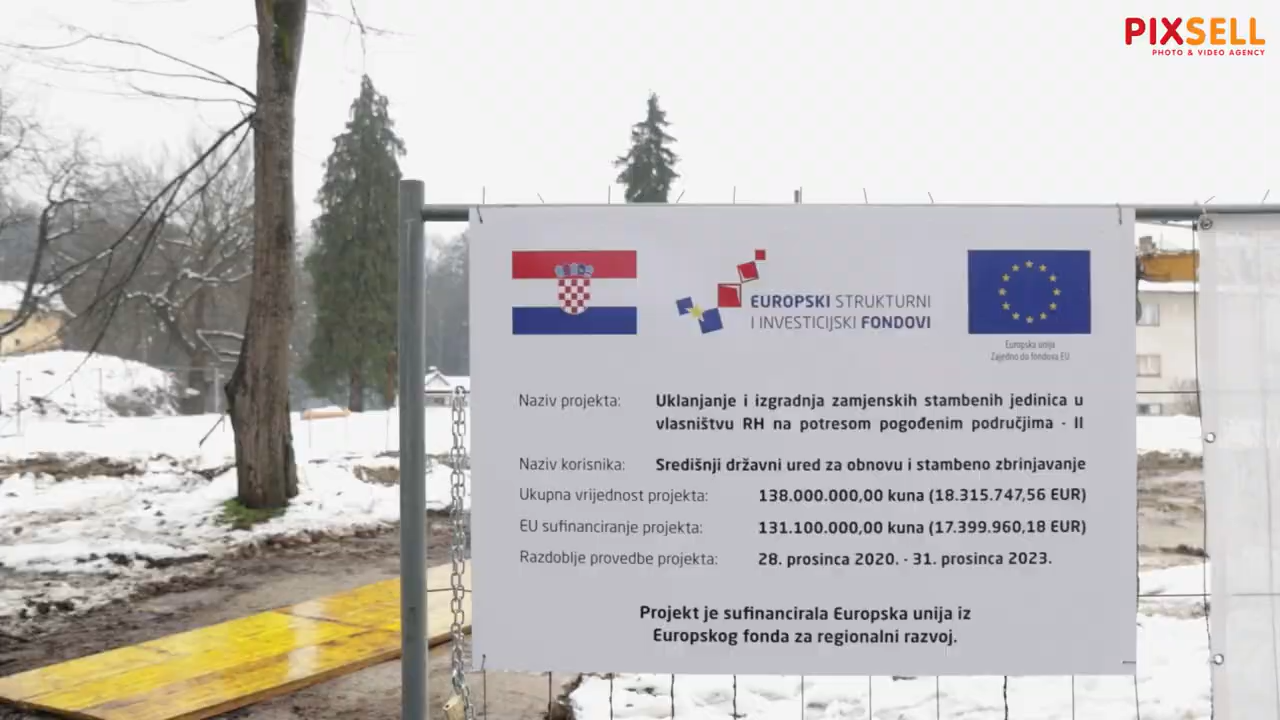 PIXSELL
PHOTO & VIDEO AGENCY
EUROPSKI STRUKTURNI
I INVESTICIJSKI FONDOVI
Europska unija
Zajedno do fondova EU
Naziv projekta: Uklanjanje i izgradnja zamjenskih stambenih jedinica u
vlasništvu RH na potresom pogođenim područjima - II
Naziv korisnika: Središnji državni ured za obnovu i stambeno zbrinjavanje
Ukupna vrijednost projekta: 138.000.000,00 kuna (18.315.747,56 EUR)
EU sufinanciranje projekta: 131.100.000,00 kuna (17.399.960,18 EUR)
Razdoblje provedbe projekta: 28. prosinca 2020. - 31. prosinca 2023.
Projekt je sufinancirala Europska unija iz
Europskog fonda za regionalni razvoj.